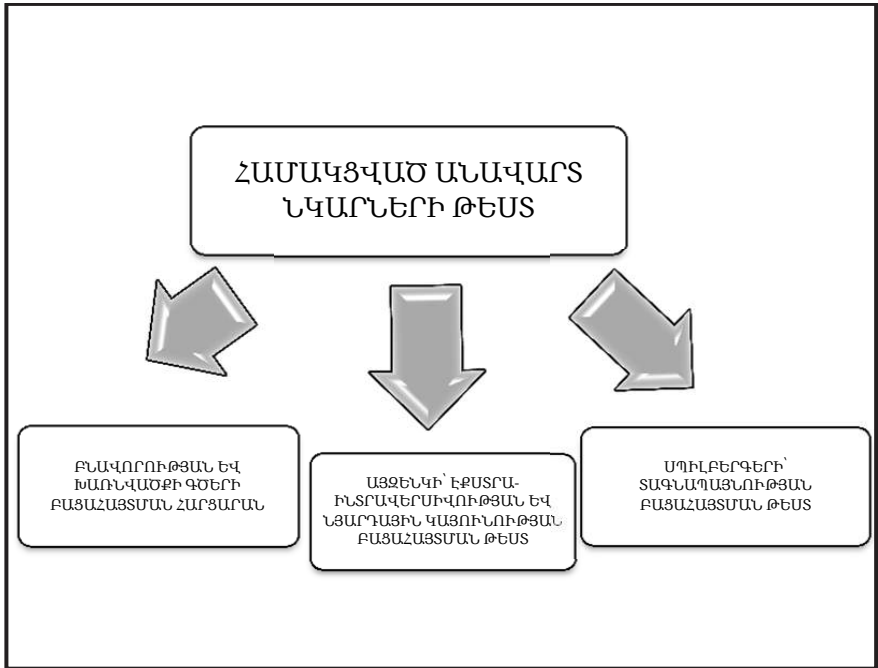 ՀԱՄԱԿՑՎԱԾ ԱՆԱՎԱՐՏ
ՆԿԱՐՆԵՐԻ ԹԵՍՏ
ԲՆԱՎՈՐՈՒԹՅԱՆ ԵՎ
ԽԱՌՆՎԱԾՔԻ ԳԾԵՐԻ
ԲԱՑԱՀԱՅՏՄԱՆ ՀԱՐՑԱՐԱՆ
ԱՅԶԵՆԿԻ՝ ԷՔՍՏՐԱ-
ԻՆՏՐԱՎԵՐՍԻՎՈՒԹՅԱՆ ԵՎ
ՆՅԱՐԴԱՅԻՆ ԿԱՅՈՒՆՈՒԹՅԱՆ
ԲԱՑԱՀԱՅՏՄԱՆ ԹԵՍՏ
ՍՊԻԼԲԵՐԳԵՐԻ՝
ՏԱԳՆԱՊԱՅՆՈՒԹՅԱՆ
ԲԱՑԱՀԱՅՏՄԱՆ ԹԵՍՏ